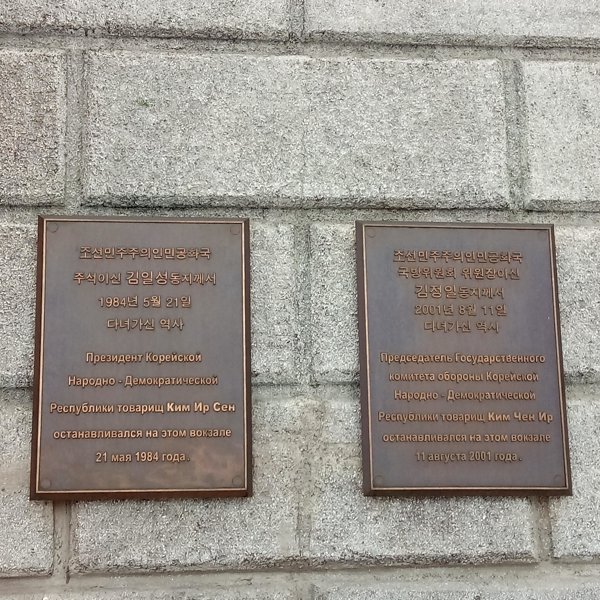 조선민주주의인민공화국
주석이신 김일성동지께서
1984년 5월 21일
다녀가신 역사
Президент Корейской
Народно - Демократической
Республики товарищ Ким Ир Сен
останавливался на этом вокзале
21 мая 1984 года.
조선민주주의인민공화국
국방위원회 위원장이신
김정일동지께서
2001년 8월 11일
다녀가신 역사
Председатель Государственного
комитета обороны Корейской
Народно - Демократической
Республики товарищ Ким Чен Ир
останавливался на этом вокзале
11 августа 2001 года.